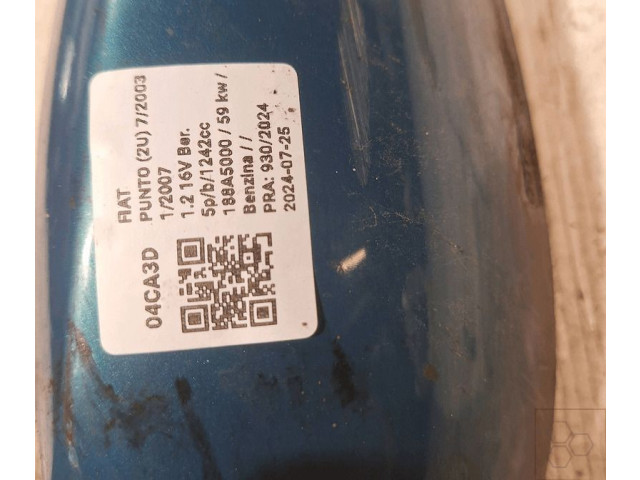 FIAT
PUNTO (2U) 7/2003
1/2007
1.2 16V Ber.
5p/b/1242cc
188A5000 / 59 kw /
Benzina / /
PRA: 930/2024
2024-07-25
04CA3D